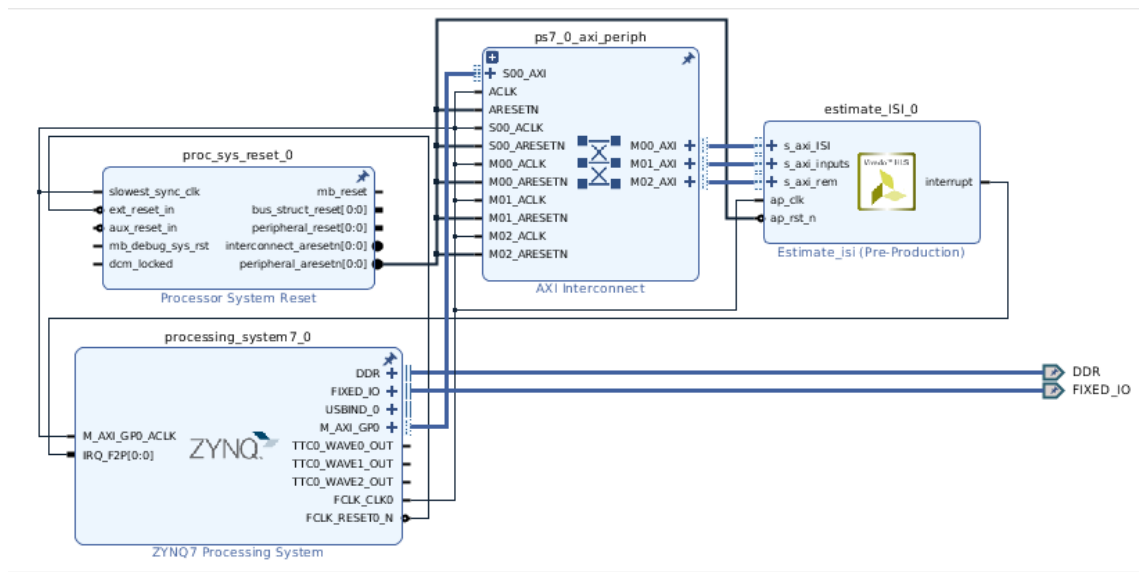 ps7_0_axi_periph
S00_AXI
ACLK
ARESETN
S00_ACLK
S00_ARESETN
M00_ACLK
M00_ARESETN
M01_ACLK
M01_ARESETN
M02_ACLK
M02_ARESETN
M00_AXI
M01_AXI
M02_AXI
AXI Interconnect
estimate_ISI_0
s_axi_ISI
s_axi_inputs
s_axi_rem
ap_clk
ap_rst_n
Vivado™ HLS
interrupt
Estimate_isi (Pre-Production)
proc_sys_reset_0
slowest_sync_clk
ext_reset_in
aux_reset_in
mb_debug_sys_rst
dcm_locked
mb_reset
bus_struct_reset[0:0]
peripheral_reset[0:0]
interconnect_aresetn[0:0]
peripheral_aresetn[0:0]
Processor System Reset
processing_system7_0
M_AXI_GP0_ACLK
IRQ_F2P[0:0]
ZYNQ
DDR
FIXED_IO
USBIND_0
M_AXI_GP0
TTC0_WAVE0_OUT
TTC0_WAVE1_OUT
TTC0_WAVE2_OUT
FCLK_CLK0
FCLK_RESET0_N
ZYNQ7 Processing System
DDR
FIXED_IO